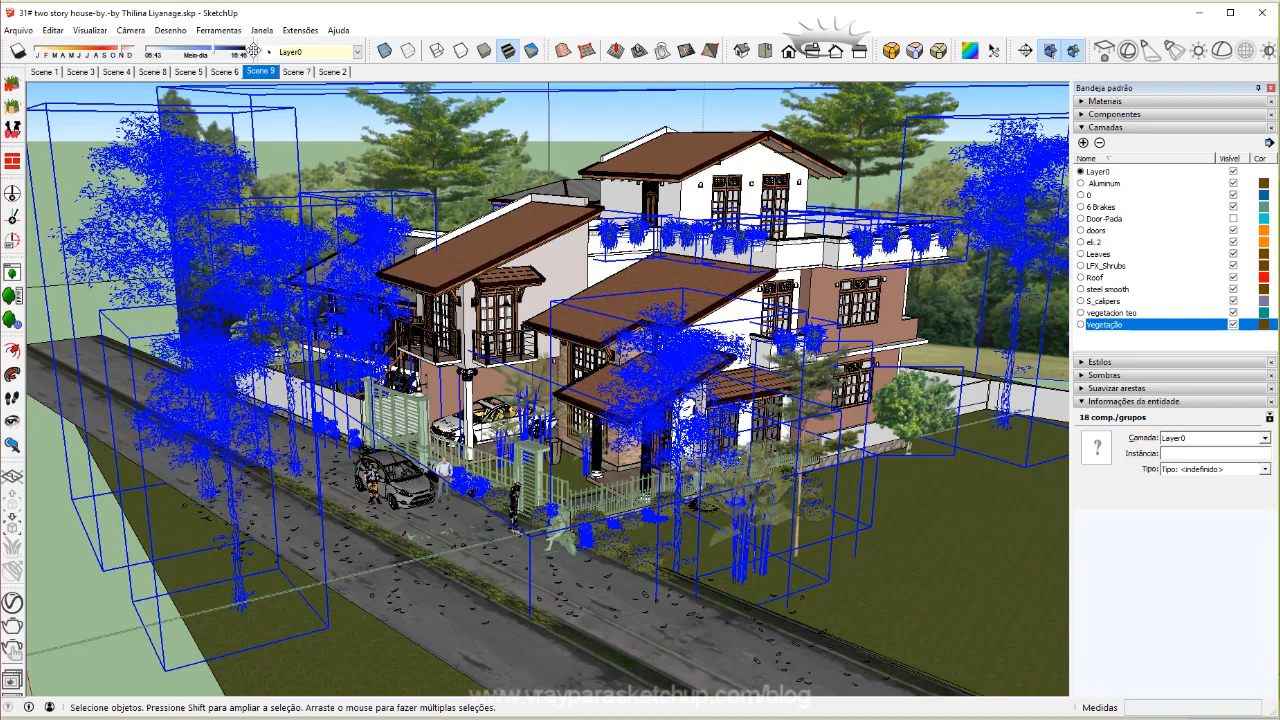 31# two story house-by.-by Thilina Liyanage.skp - SketchUp
Arquivo Editar Visualizar Câmera Desenho Ferramentas Janela Extensões Ajuda
J F M A M J J A S O N D 06:43 Meio-dia 16:46 Layer0
Scene 1 Scene 3 Scene 4 Scene 8 Scene 5 Scene 6 Scene 9 Scene 7 Scene 2
Bandeja padrão
Materiais
Componentes
Camadas
Nome Visível Cor
Layer0
Aluminum
0
6 Brakes
Door-Pada
doors
eli.2
Leaves
LFX_Shrubs
Roof
steel smooth
S_calipers
vegetacion teo
Vegetação
Estilos
Sombras
Suavizar arestas
Informações da entidade
18 comp./grupos
?
Camada: Layer0
Instância:
Tipo: Tipo: <indefinido>
www.vrayparasketchup.com/blog
Selecione objetos. Pressione Shift para ampliar a seleção. Arraste o mouse para fazer múltiplas seleções.
Medidas